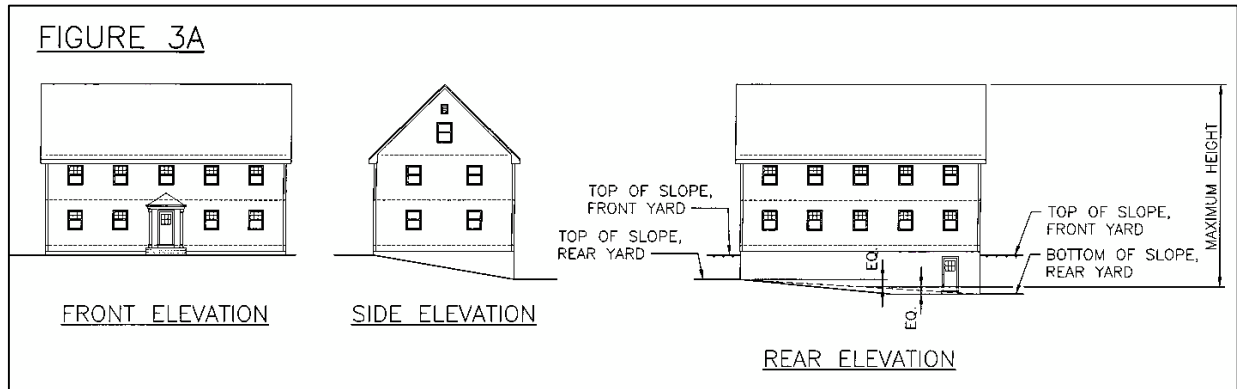 FIGURE 3A
FRONT ELEVATION
SIDE ELEVATION
TOP OF SLOPE,
FRONT YARD
TOP OF SLOPE,
REAR YARD
EQ.
EQ.
TOP OF SLOPE,
FRONT YARD
BOTTOM OF SLOPE,
REAR YARD
MAXIMUM HEIGHT
REAR ELEVATION